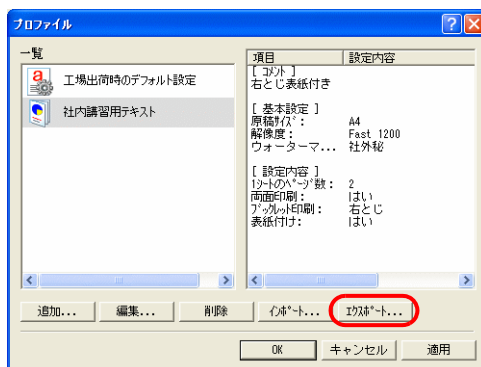 プロファイル
一覧
工場出荷時のデフォルト設定
社内講習用テキスト
項目 設定内容
[ コメント ]
右とじ表紙付き
[ 基本設定 ]
原稿ｻｲｽﾞ: A4
解像度: Fast 1200
ウォーターマ... 社外秘
[ 設定内容 ]
1ｼｰﾄのﾍﾟｰｼﾞ数: 2
両面印刷: はい
ﾌﾞｯｸﾚｯﾄ印刷: 右とじ
表紙付け: はい
追加... 編集... 削除 ｲﾝﾎﾟｰﾄ... ｴｸｽﾎﾟｰﾄ...
OK キャンセル 適用